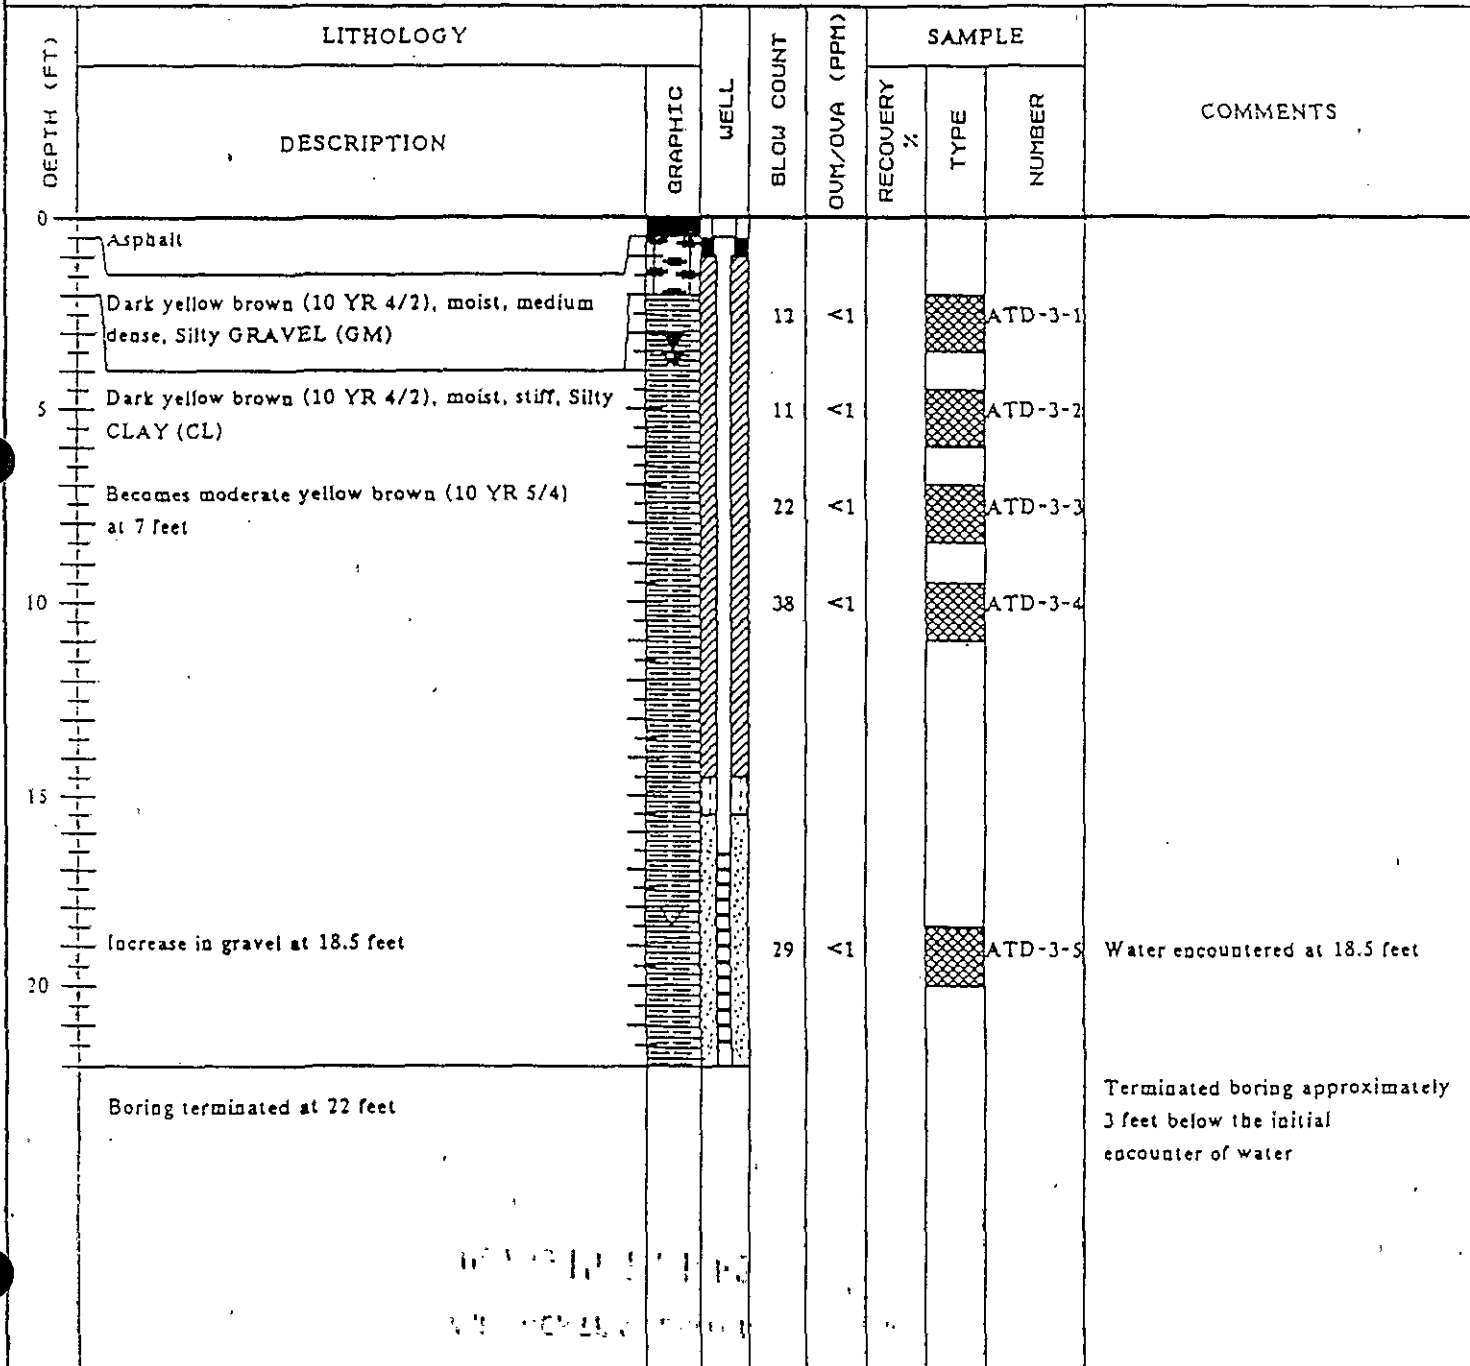 LITHOLOGY
SAMPLE
DEPTH (FT)
DESCRIPTION
GRAPHIC
WELL
BLOW COUNT
OVM/OVA (PPM)
RECOVERY %
TYPE
NUMBER
COMMENTS
0
Asphalt
Dark yellow brown (10 YR 4/2), moist, medium
dense, Silty GRAVEL (GM)
12 <1 ATD-3-1
Dark yellow brown (10 YR 4/2), moist, stiff, Silty
CLAY (CL)
5
11 <1 ATD-3-2
Becomes moderate yellow brown (10 YR 5/4)
at 7 feet
22 <1 ATD-3-3
10
38 <1 ATD-3-4
15
Increase in gravel at 18.5 feet
29 <1 ATD-3-5 Water encountered at 18.5 feet
20
Boring terminated at 22 feet
Terminated boring approximately
3 feet below the initial
encounter of water